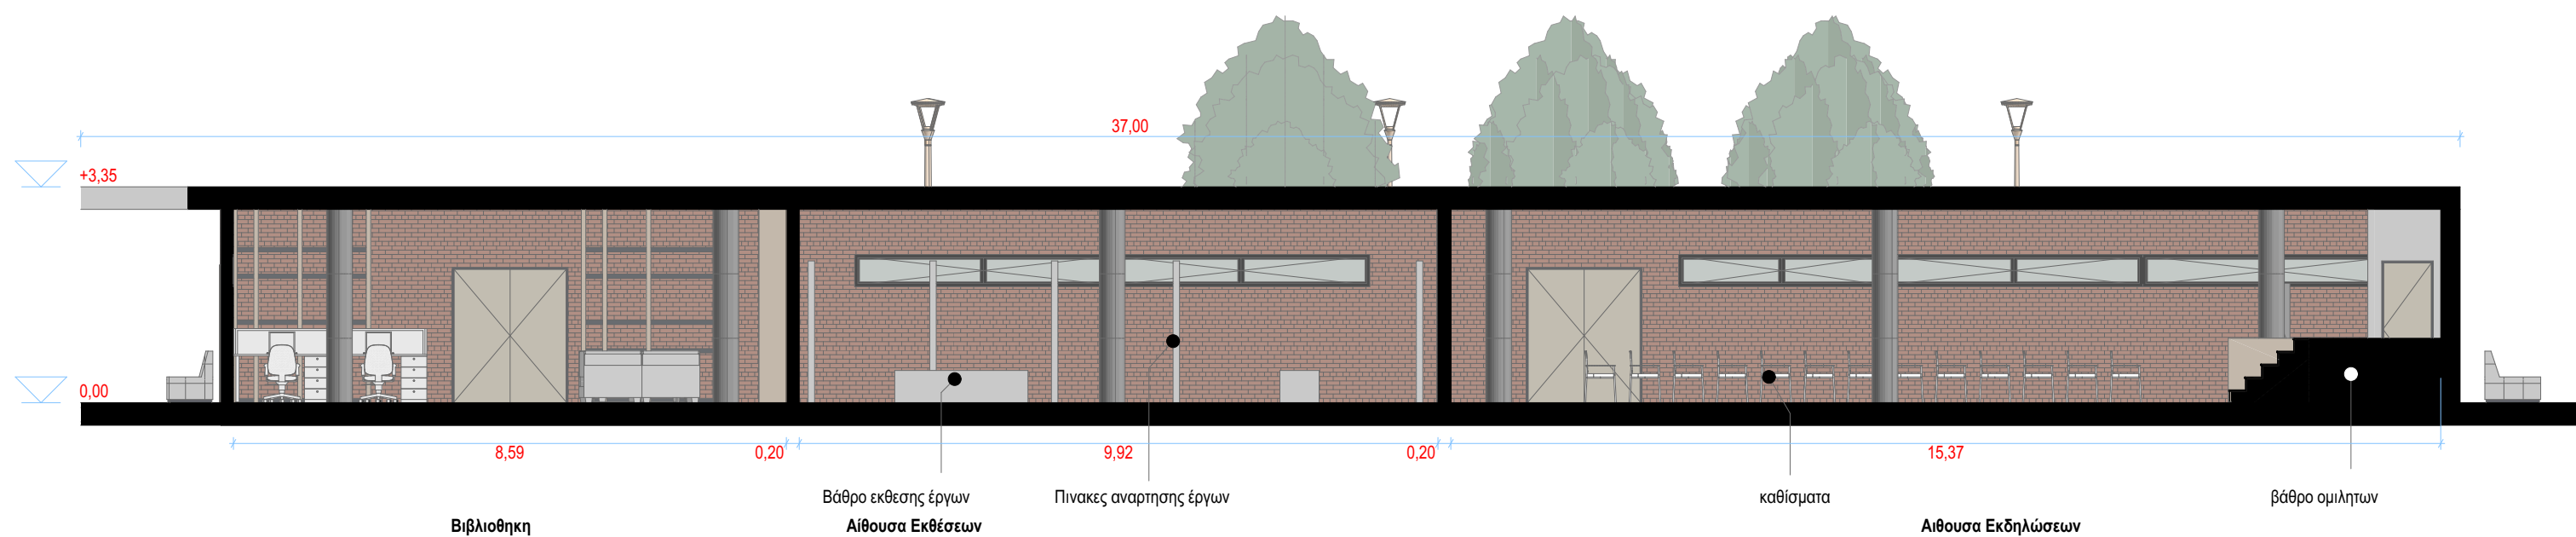 37,00
+3,35
0,00
8,59 0,20 9,92 0,20 15,37
Βάθρο εκθεσης έργων Πινακες αναρτησης έργων καθίσματα βάθρο ομιλητων
Βιβλιοθηκη Αίθουσα Εκθέσεων Αιθουσα Εκδηλώσεων